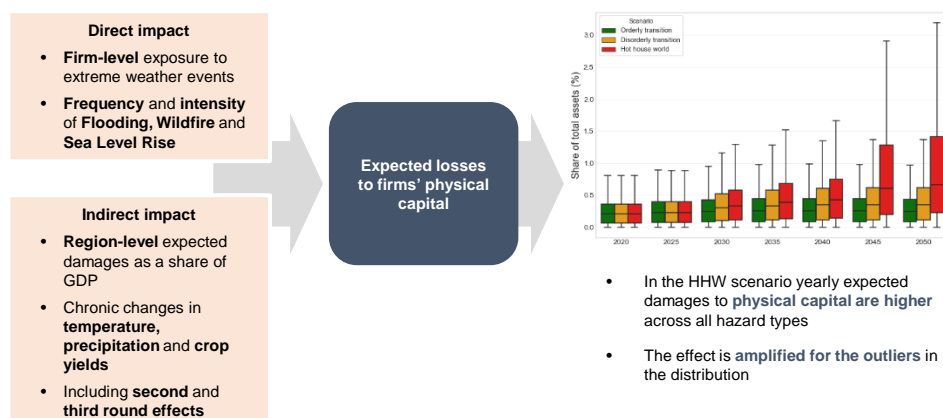 Direct impact
• Firm-level exposure to
extreme weather events
• Frequency and intensity
of Flooding, Wildfire and
Sea Level Rise
Indirect impact
• Region-level expected
damages as a share of
GDP
• Chronic changes in
temperature,
precipitation and crop
yields
• Including second and
third round effects
Expected losses
to firms' physical
capital
Scenario
Orderly transition
Disorderly transition
Hot house world
Share of total assets (%)
3.0
2.5
2.0
1.5
1.0
0.5
0.0
2020 2025 2030 2035 2040 2045 2050
• In the HHW scenario yearly expected
damages to physical capital are higher
across all hazard types
• The effect is amplified for the outliers in
the distribution